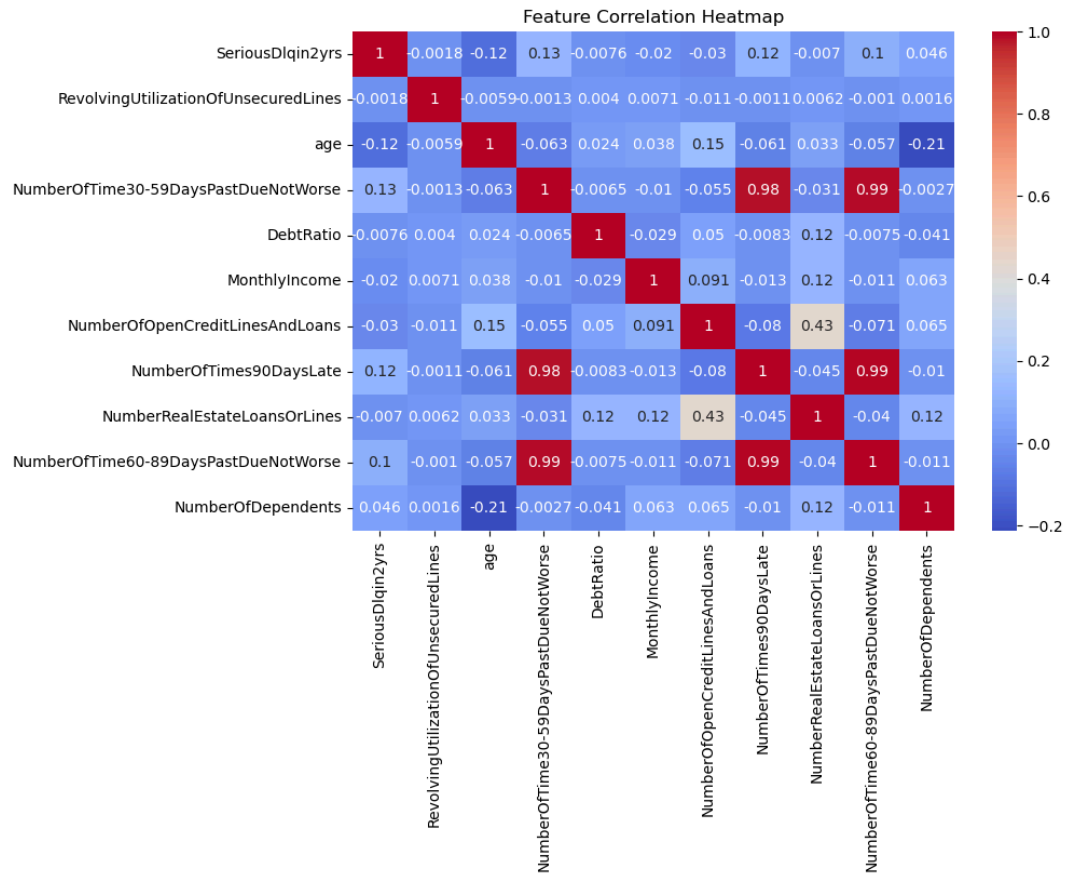 Feature Correlation Heatmap
SeriousDlqin2yrs 1 -0.0018 -0.12 0.13 -0.0076 -0.02 -0.03 0.12 -0.007 0.1 0.046
RevolvingUtilizationOfUnsecuredLines -0.0018 1 -0.0059 -0.0013 0.004 0.0071 -0.011 -0.0011 0.0062 -0.001 0.0016
age -0.12 -0.0059 1 -0.063 0.024 0.038 0.15 -0.061 0.033 -0.057 -0.21
NumberOfTime30-59DaysPastDueNotWorse 0.13 -0.0013 -0.063 1 -0.0065 -0.01 -0.055 0.98 -0.031 0.99 -0.0027
DebtRatio -0.0076 0.004 0.024 -0.0065 1 -0.029 0.05 -0.0083 0.12 -0.0075 -0.041
MonthlyIncome -0.02 0.0071 0.038 -0.01 -0.029 1 0.091 -0.013 0.12 -0.011 0.063
NumberOfOpenCreditLinesAndLoans -0.03 -0.011 0.15 -0.055 0.05 0.091 1 -0.08 0.43 -0.071 0.065
NumberOfTimes90DaysLate 0.12 -0.0011 -0.061 0.98 -0.0083 -0.013 -0.08 1 -0.045 0.99 -0.01
NumberRealEstateLoansOrLines -0.007 0.0062 0.033 -0.031 0.12 0.12 0.43 -0.045 1 -0.04 0.12
NumberOfTime60-89DaysPastDueNotWorse 0.1 -0.001 -0.057 0.99 -0.0075 -0.011 -0.071 0.99 -0.04 1 -0.011
NumberOfDependents 0.046 0.0016 -0.21 -0.0027 -0.041 0.063 0.065 -0.01 0.12 -0.011 1
SeriousDlqin2yrs
RevolvingUtilizationOfUnsecuredLines
age
NumberOfTime30-59DaysPastDueNotWorse
DebtRatio
MonthlyIncome
NumberOfOpenCreditLinesAndLoans
NumberOfTimes90DaysLate
NumberRealEstateLoansOrLines
NumberOfTime60-89DaysPastDueNotWorse
NumberOfDependents
1.0
0.8
0.6
0.4
0.2
0.0
−0.2